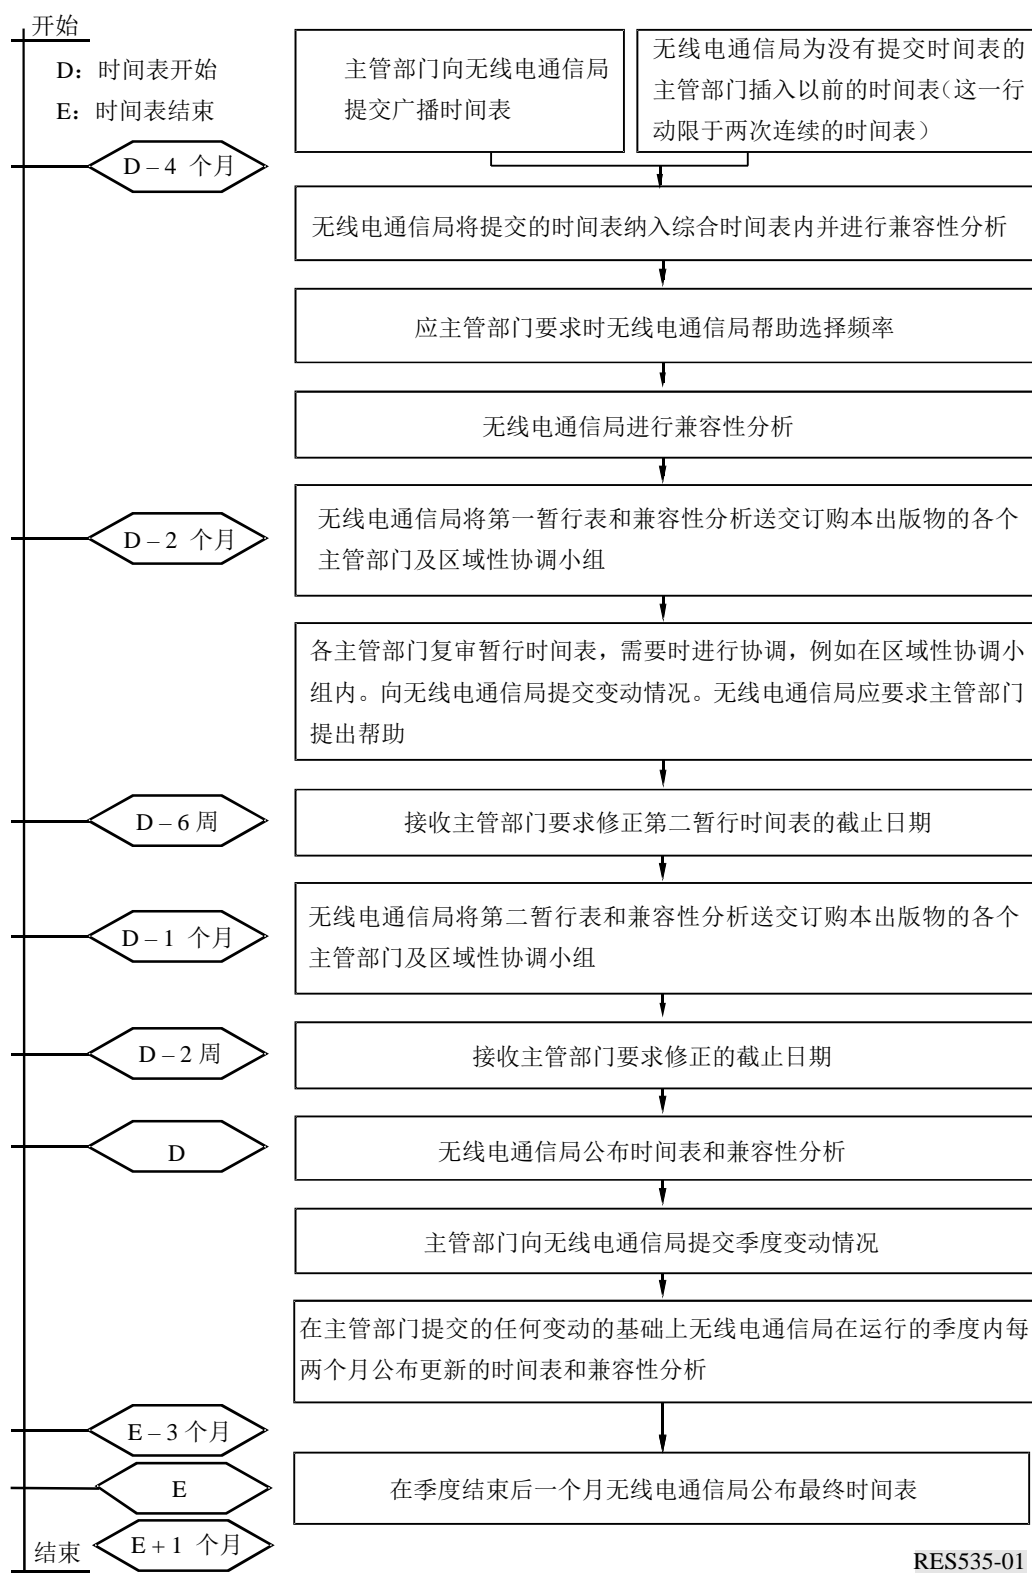 开始
D：时间表开始
E：时间表结束
主管部门向无线电通信局
提交广播时间表
无线电通信局为没有提交时间表的
主管部门插入以前的时间表（这一行
动限于两次连续的时间表）
D – 4 个月
无线电通信局将提交的时间表纳入综合时间表内并进行兼容性分析
应主管部门要求时无线电通信局帮助选择频率
无线电通信局进行兼容性分析
D – 2 个月
无线电通信局将第一暂行表和兼容性分析送交订购本出版物的各个
主管部门及区域性协调小组
各主管部门复审暂行时间表，需要时进行协调，例如在区域性协调小
组内。向无线电通信局提交变动情况。无线电通信局应要求主管部门
提出帮助
D – 6 周
接收主管部门要求修正第二暂行时间表的截止日期
D – 1 个月
无线电通信局将第二暂行表和兼容性分析送交订购本出版物的各个
主管部门及区域性协调小组
D – 2 周
接收主管部门要求修正的截止日期
D
无线电通信局公布时间表和兼容性分析
主管部门向无线电通信局提交季度变动情况
在主管部门提交的任何变动的基础上无线电通信局在运行的季度内每
两个月公布更新的时间表和兼容性分析
E – 3 个月
E
在季度结束后一个月无线电通信局公布最终时间表
E + 1 个月
结束
RES535-01